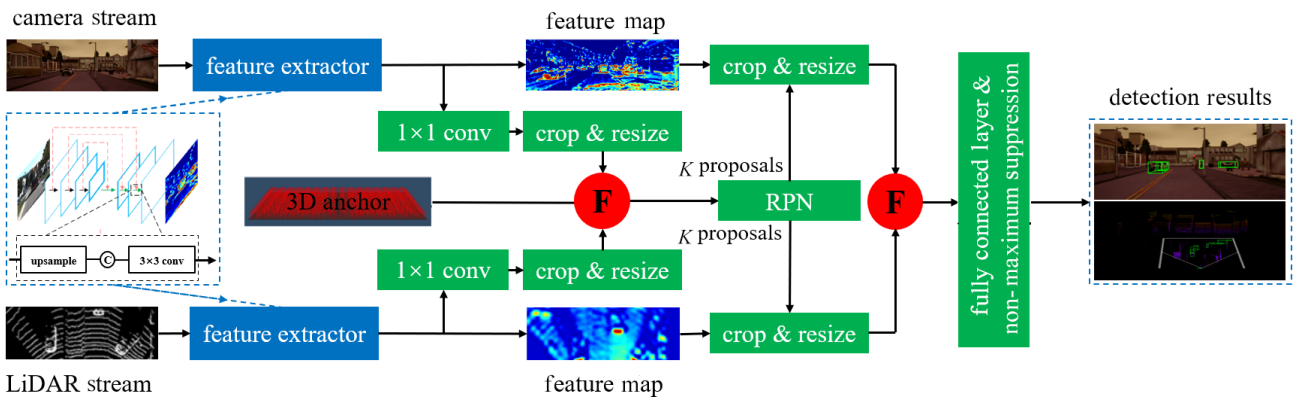 camera stream
feature extractor
feature map
crop & resize
1×1 conv
crop & resize
K proposals
3D anchor
F
RPN
F
K proposals
1×1 conv
crop & resize
upsample
C
3×3 conv
feature extractor
crop & resize
LiDAR stream
feature map
fully connected layer &
non-maximum suppression
detection results